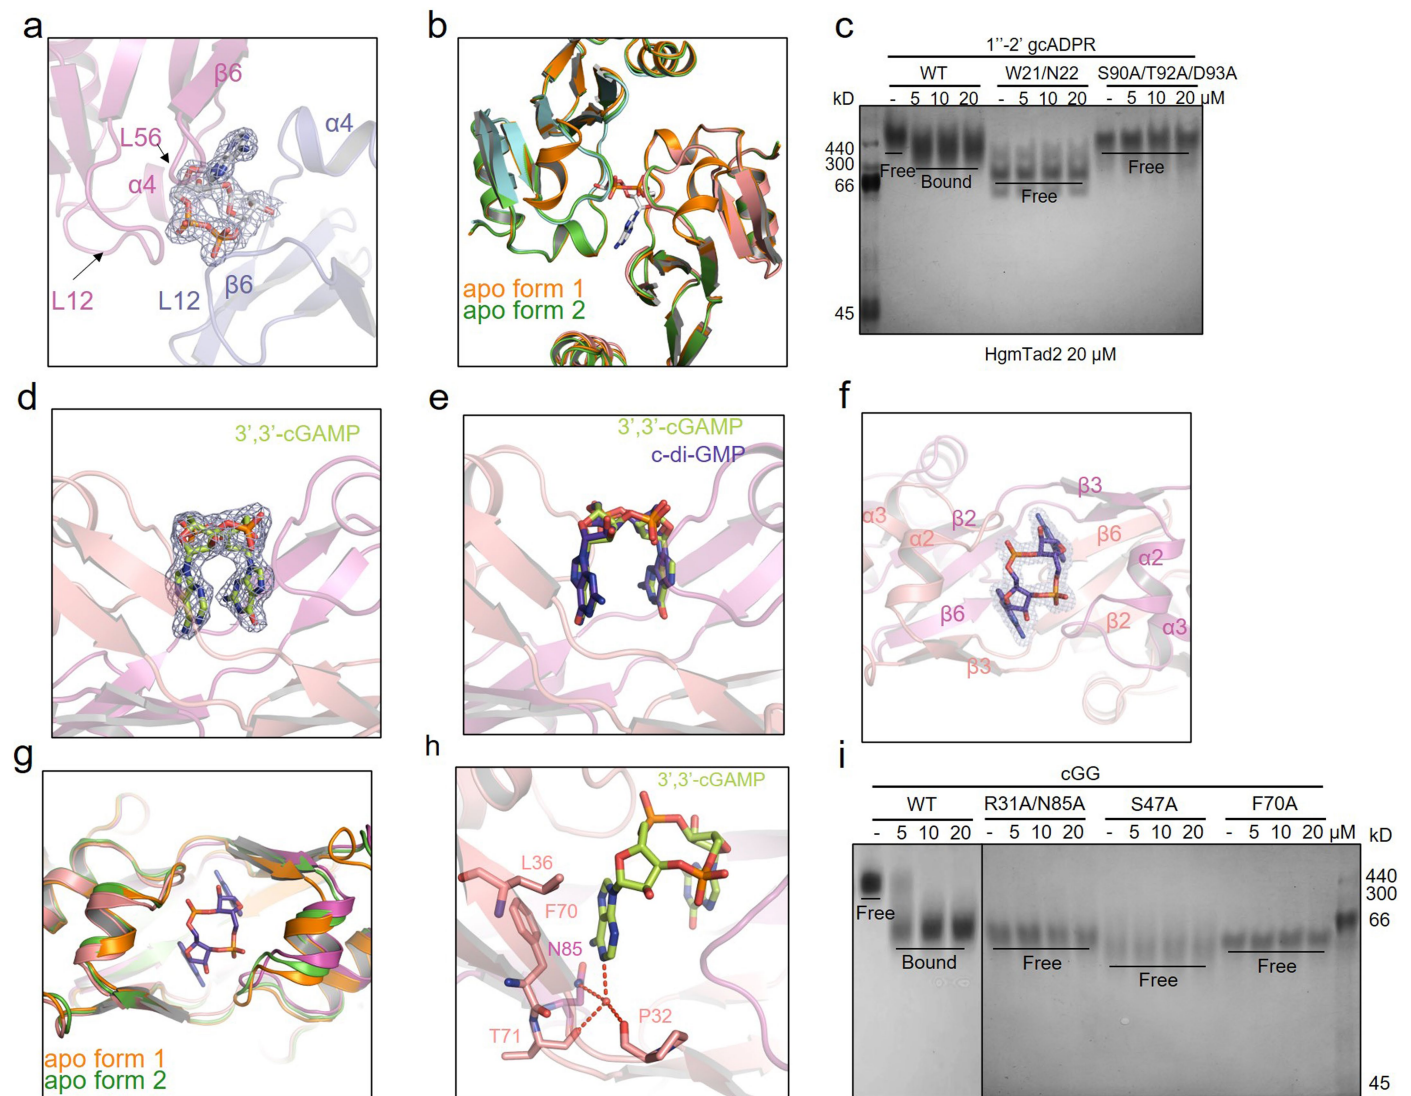 a
β6
L56
α4
α4
L12
L12
β6
b
apo form 1
apo form 2
c
1’’-2’ gcADPR
WT W21/N22 S90A/T92A/D93A
kD - 5 10 20 - 5 10 20 - 5 10 20 μM
440
300
66
45
Free Bound Free Free
HgmTad2 20 μM
d
3’,3’-cGAMP
e
3’,3’-cGAMP
c-di-GMP
f
β3
α3 β2
α2 β6
α2
β6 β2 α3
β3
g
apo form 1
apo form 2
h
3’,3’-cGAMP
L36
F70
N85
P32
T71
i
cGG
WT R31A/N85A S47A F70A
- 5 10 20 - 5 10 20 - 5 10 20 - 5 10 20 μM kD
440
300
66
45
Free
Bound Free Free Free